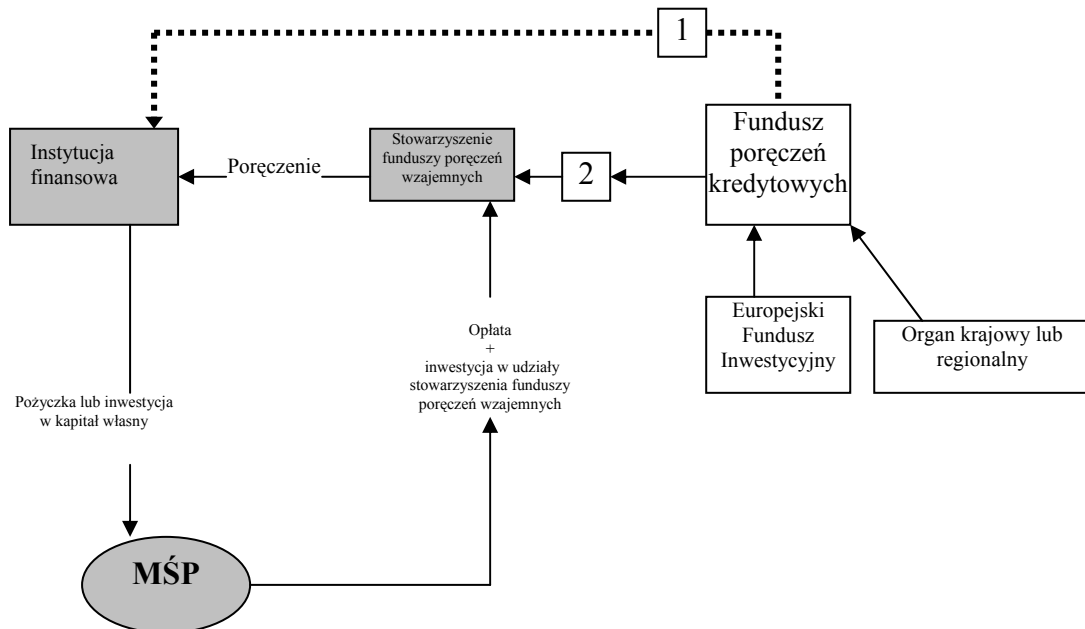 1
Fundusz
poręczeń
kredytowych
Instytucja
finansowa
Poręczenie
Stowarzyszenie
funduszy poręczeń
wzajemnych
2
Europejski
Fundusz
Inwestycyjny
Organ krajowy lub
regionalny
Opłata
+
inwestycja w udziały
stowarzyszenia funduszy
poręczeń wzajemnych
Pożyczka lub inwestycja
w kapitał własny
MŚP